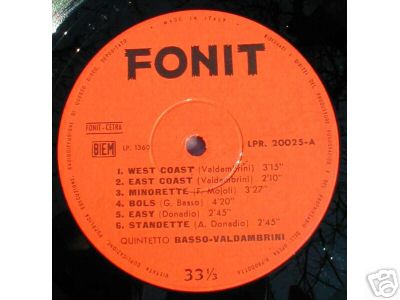 MADE IN ITALY
FONIT
FONIT-CETRA
BIEM
LP. 1360
LPR. 20025-A
1. WEST COAST (Valdambrini) 3'15"
2. EAST COAST (Valdambrini) 2'10"
3. MINORETTE (F. Mojoli) 3'27"
4. BOLS (G. Basso) 4'20"
5. EASY (Donadio) 2'45"
6. STANDETTE (A. Donadio) 2'45"
QUINTETTO BASSO-VALDAMBRINI
33⅓